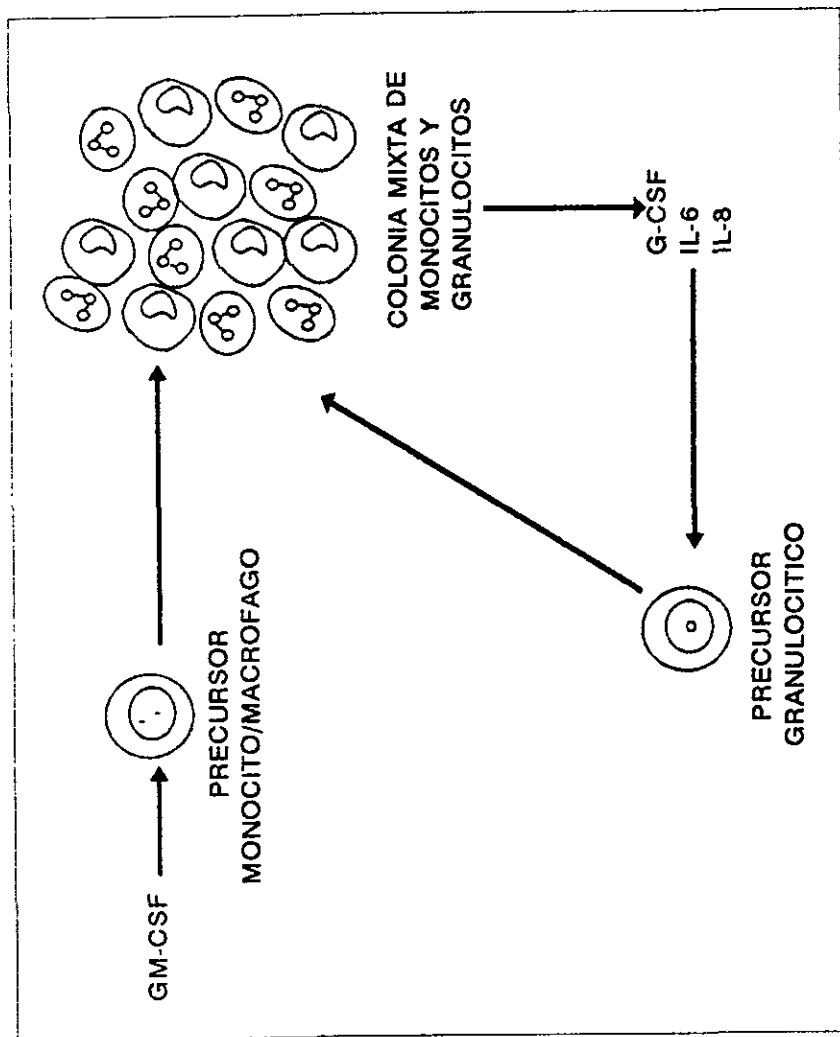 GM-CSF
PRECURSOR
MONOCITO/MACROFAGO
COLONIA MIXTA DE
MONOCITOS Y
GRANULOCITOS
G-CSF
IL-6
IL-8
PRECURSOR
GRANULOCITICO